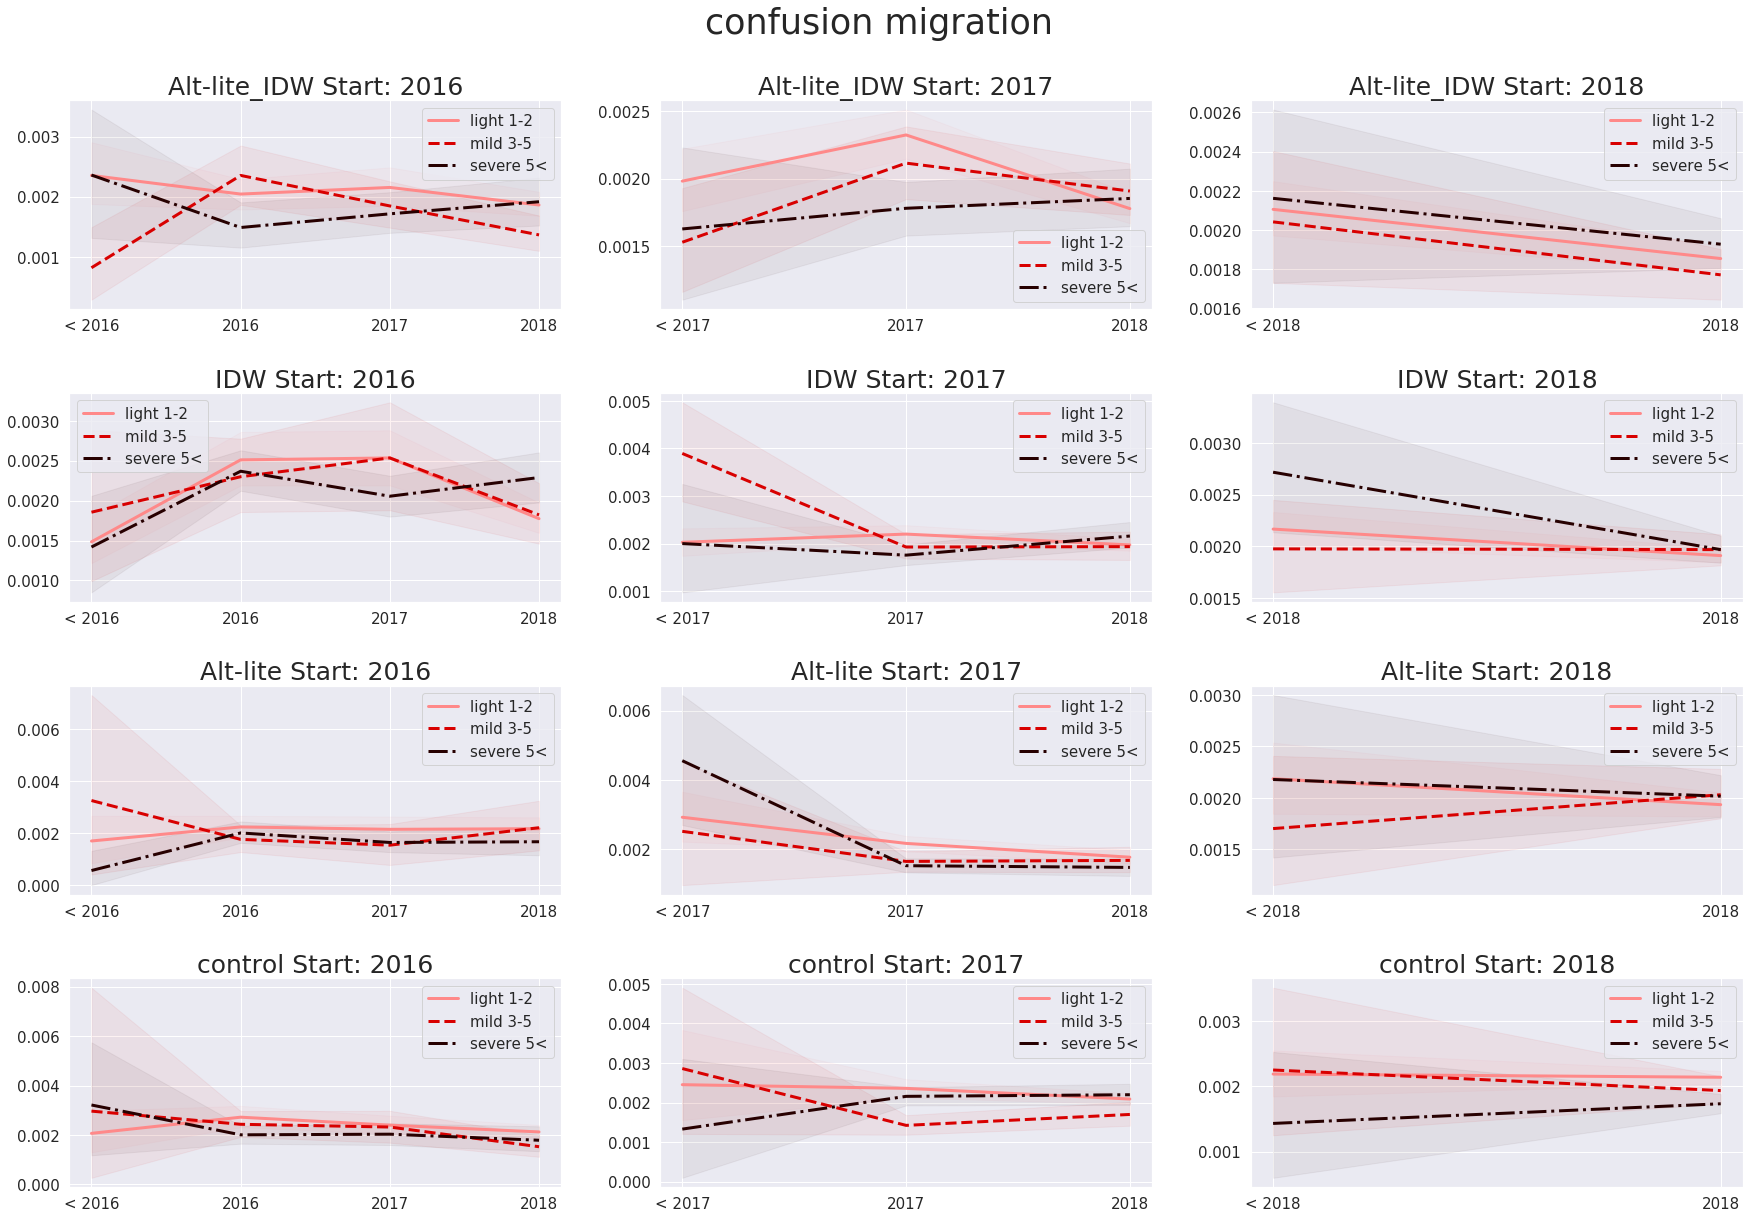 confusion migration
Alt-lite_IDW Start: 2016
0.003
0.002
0.001
light 1-2
mild 3-5
severe 5<
< 2016
2016
2017
2018
Alt-lite_IDW Start: 2017
0.0025
0.0020
0.0015
light 1-2
mild 3-5
severe 5<
< 2017
2017
2018
Alt-lite_IDW Start: 2018
0.0026
0.0024
0.0022
0.0020
0.0018
0.0016
light 1-2
mild 3-5
severe 5<
< 2018
2018
IDW Start: 2016
0.0030
0.0025
0.0020
0.0015
0.0010
light 1-2
mild 3-5
severe 5<
< 2016
2016
2017
2018
IDW Start: 2017
0.005
0.004
0.003
0.002
0.001
light 1-2
mild 3-5
severe 5<
< 2017
2017
2018
IDW Start: 2018
0.0030
0.0025
0.0020
0.0015
light 1-2
mild 3-5
severe 5<
< 2018
2018
Alt-lite Start: 2016
0.006
0.004
0.002
0.000
light 1-2
mild 3-5
severe 5<
< 2016
2016
2017
2018
Alt-lite Start: 2017
0.006
0.004
0.002
light 1-2
mild 3-5
severe 5<
< 2017
2017
2018
Alt-lite Start: 2018
0.0030
0.0025
0.0020
0.0015
light 1-2
mild 3-5
severe 5<
< 2018
2018
control Start: 2016
0.008
0.006
0.004
0.002
0.000
light 1-2
mild 3-5
severe 5<
< 2016
2016
2017
2018
control Start: 2017
0.005
0.004
0.003
0.002
0.001
0.000
light 1-2
mild 3-5
severe 5<
< 2017
2017
2018
control Start: 2018
0.003
0.002
0.001
light 1-2
mild 3-5
severe 5<
< 2018
2018